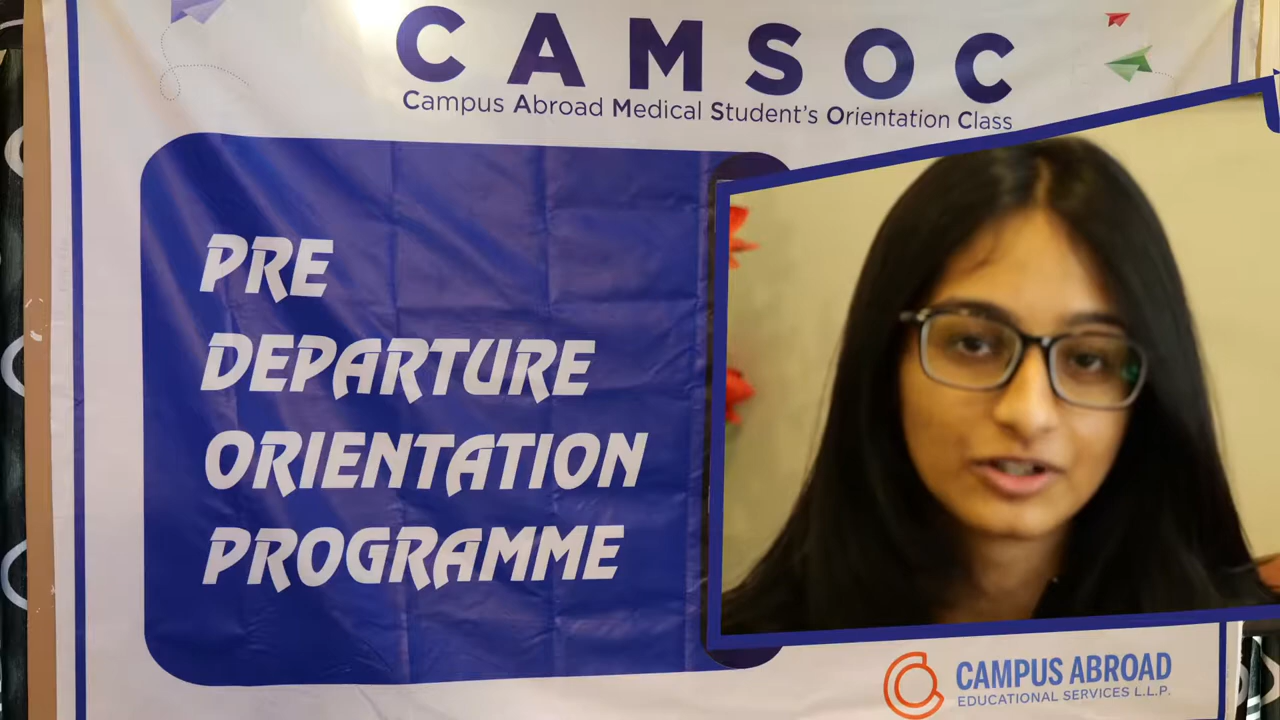 CAMSOC
Campus Abroad Medical Student's Orientation Class
PRE
DEPARTURE
ORIENTATION
PROGRAMME
CAMPUS ABROAD
EDUCATIONAL SERVICES L.L.P.